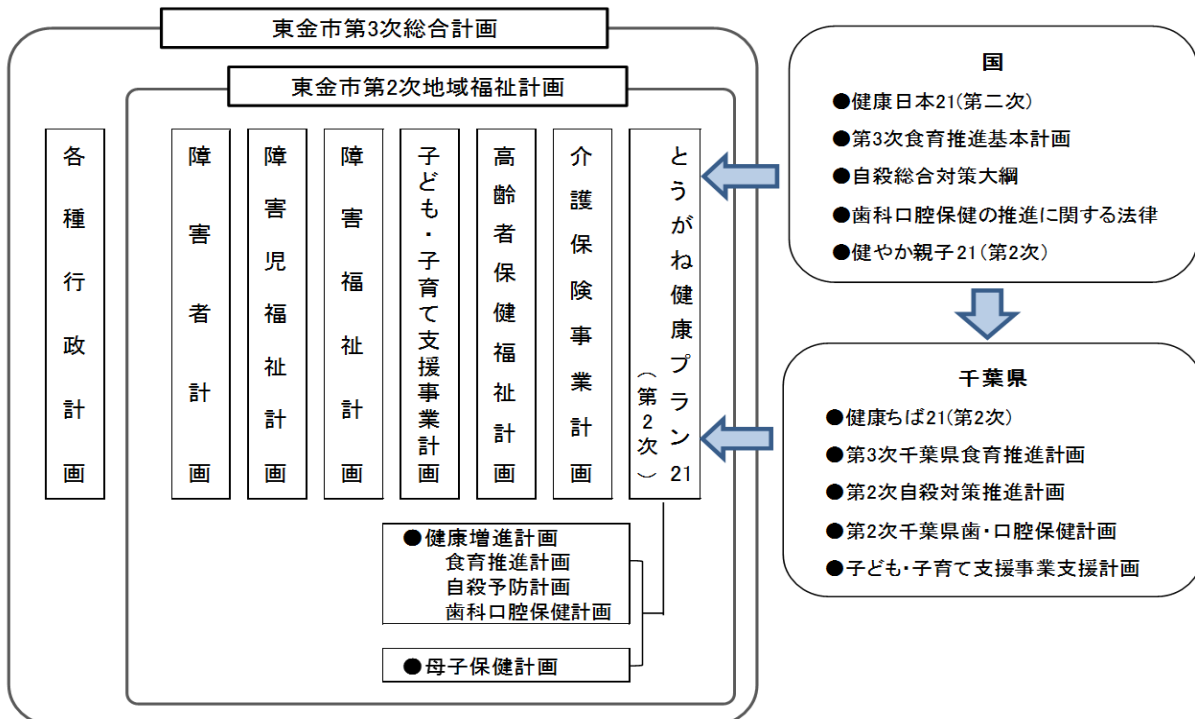 東金市第3次総合計画
東金市第2次地域福祉計画
各種行政計画
障害者計画
障害児福祉計画
障害福祉計画
子ども・子育て支援事業計画
高齢者保健福祉計画
介護保険事業計画
とうがね健康プラン21
（第2次）
●健康増進計画
食育推進計画
自殺予防計画
歯科口腔保健計画
●母子保健計画
国
●健康日本21(第二次)
●第3次食育推進基本計画
●自殺総合対策大綱
●歯科口腔保健の推進に関する法律
●健やか親子21(第2次)
千葉県
●健康ちば21(第2次)
●第3次千葉県食育推進計画
●第2次自殺対策推進計画
●第2次千葉県歯・口腔保健計画
●子ども・子育て支援事業支援計画